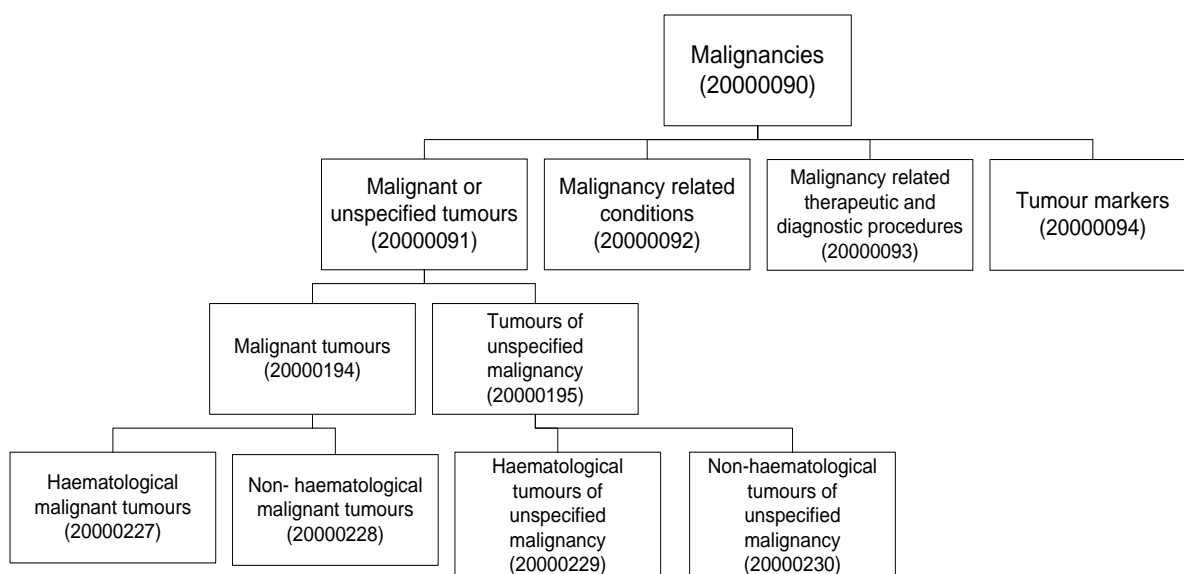 Malignancies
(20000090)
Malignant or
unspecified tumours
(20000091)
Malignancy related
conditions
(20000092)
Malignancy related
therapeutic and
diagnostic procedures
(20000093)
Tumour markers
(20000094)
Malignant tumours
(20000194)
Tumours of
unspecified
malignancy
(20000195)
Haematological
malignant tumours
(20000227)
Non- haematological
malignant tumours
(20000228)
Haematological
tumours of
unspecified
malignancy
(20000229)
Non-haematological
tumours of
unspecified
malignancy
(20000230)